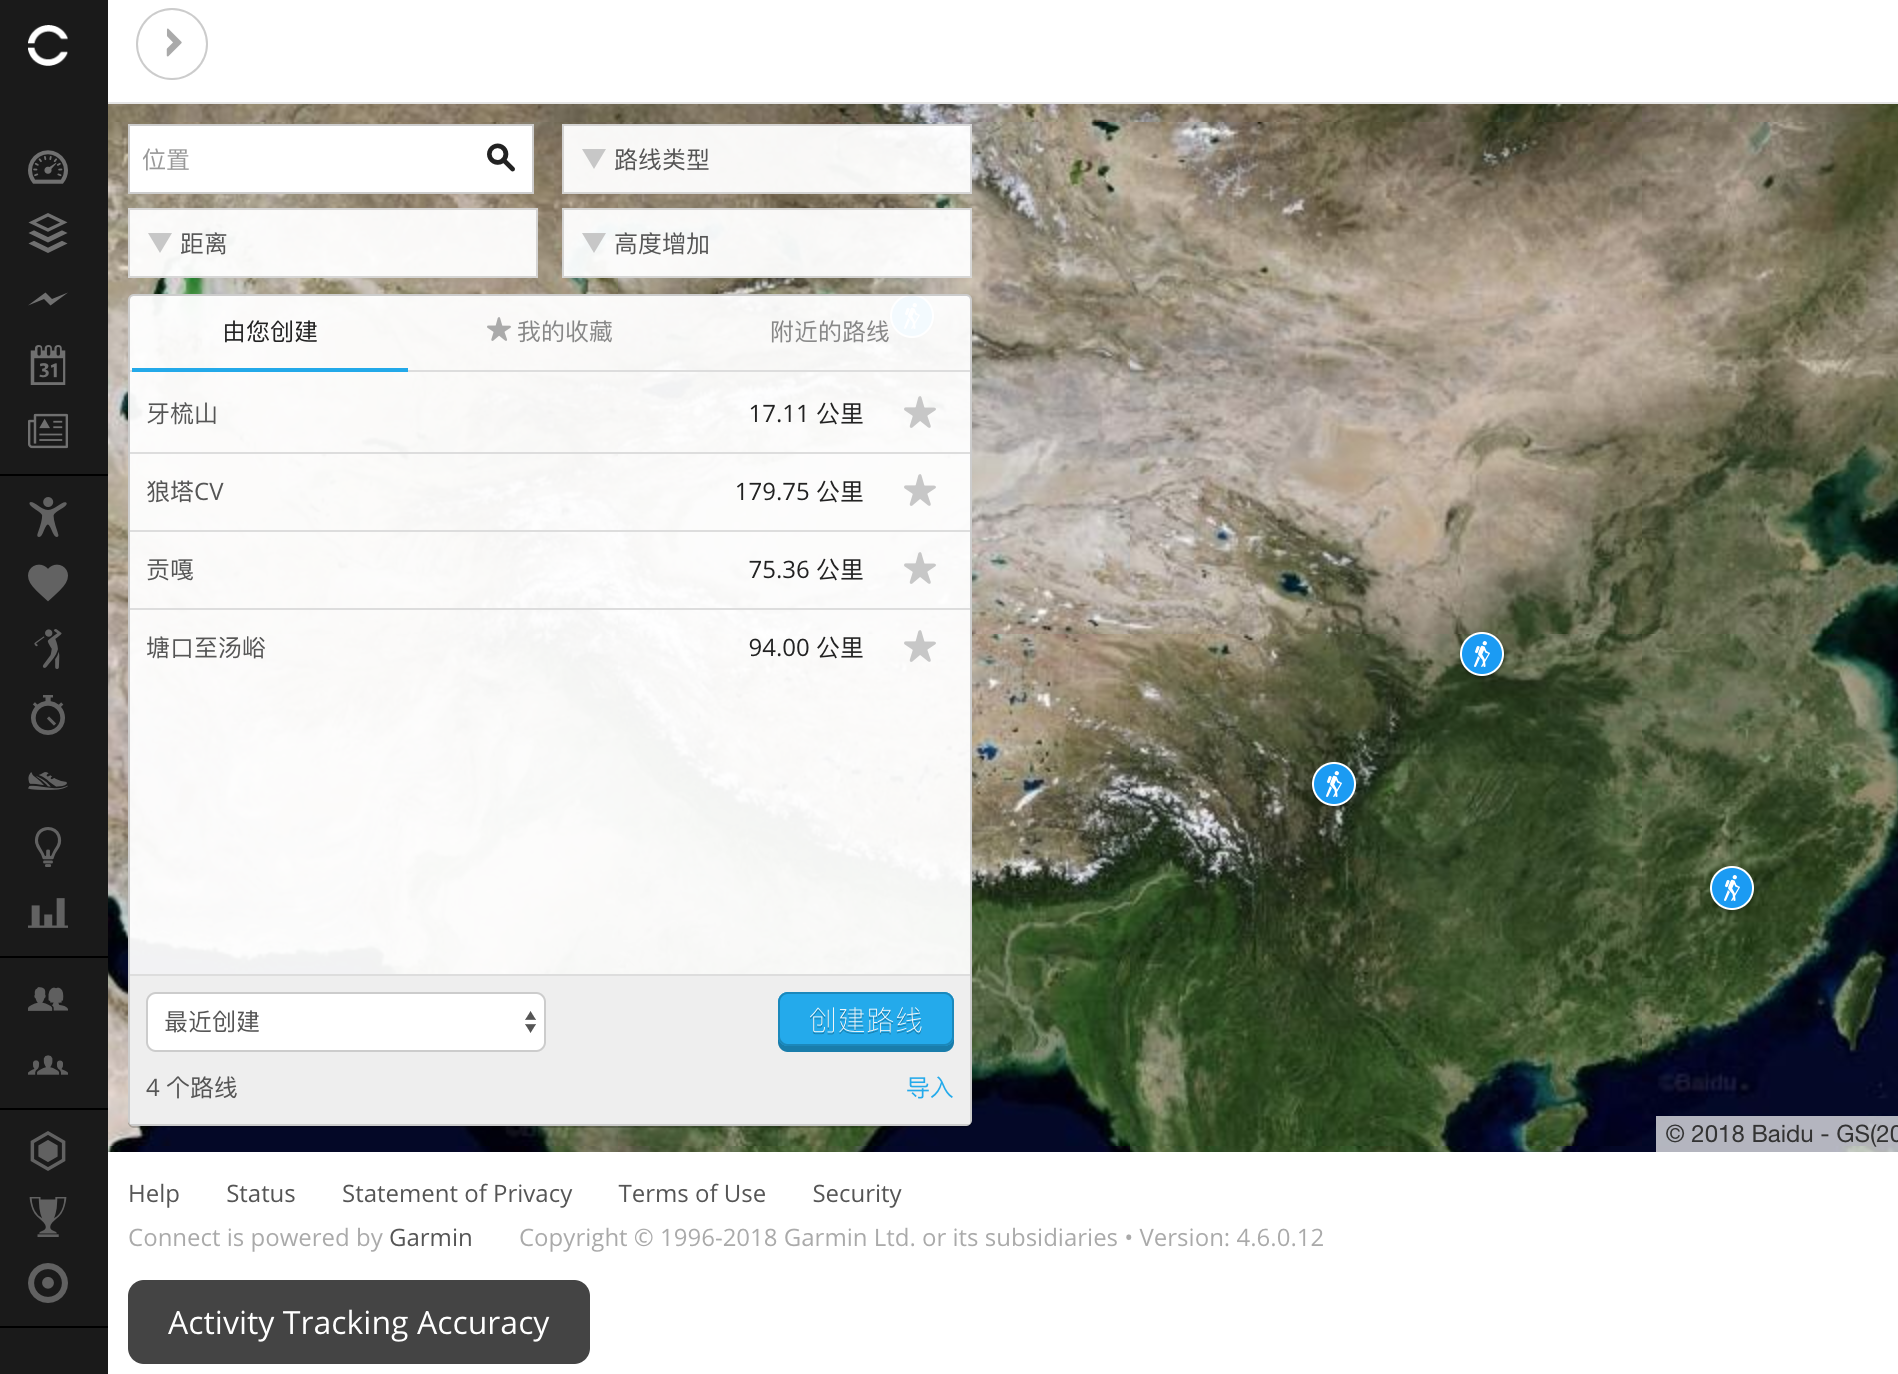 31
位置
路线类型
距离
高度增加
由您创建
我的收藏
附近的路线
牙梳山 17.11 公里
狼塔CV 179.75 公里
贡嘎 75.36 公里
塘口至汤峪 94.00 公里
最近创建
创建路线
4 个路线
导入
©Baidu
© 2018 Baidu - GS(20
Help Status Statement of Privacy Terms of Use Security
Connect is powered by Garmin Copyright © 1996-2018 Garmin Ltd. or its subsidiaries • Version: 4.6.0.12
Activity Tracking Accuracy